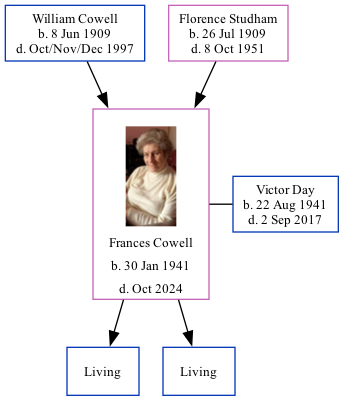 William Cowell
b. 8 Jun 1909
d. Oct/Nov/Dec 1997
Florence Studham
b. 26 Jul 1909
d. 8 Oct 1951
Frances Cowell
b. 30 Jan 1941
d. Oct 2024
Victor Day
b. 22 Aug 1941
d. 2 Sep 2017
Living
Living